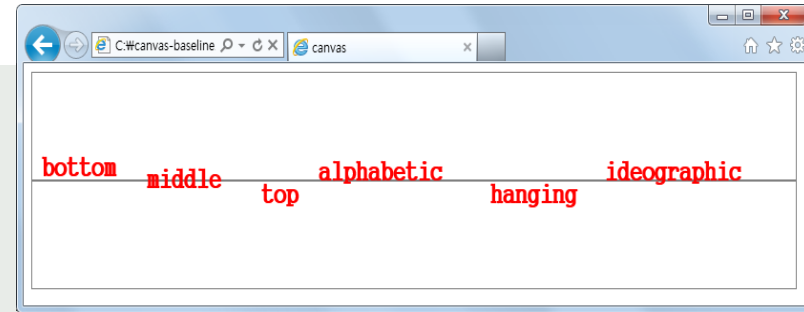 C:₩canvas-baseline
canvas
bottom middle top alphabetic hanging ideographic